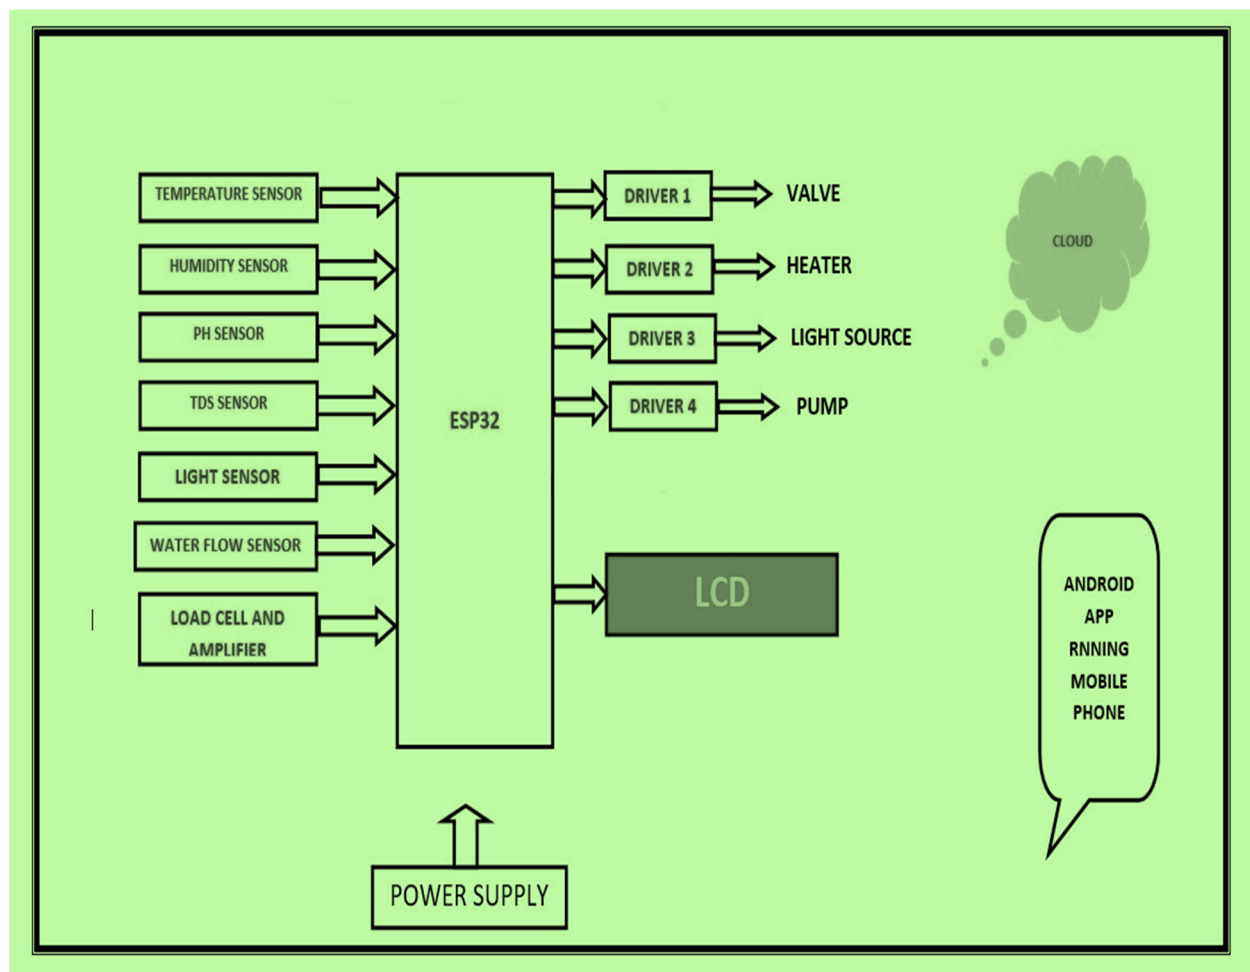 TEMPERATURE SENSOR
HUMIDITY SENSOR
PH SENSOR
TDS SENSOR
LIGHT SENSOR
WATER FLOW SENSOR
LOAD CELL AND
AMPLIFIER
ESP32
DRIVER 1
VALVE
DRIVER 2
HEATER
DRIVER 3
LIGHT SOURCE
DRIVER 4
PUMP
LCD
CLOUD
ANDROID
APP
RNNING
MOBILE
PHONE
POWER SUPPLY